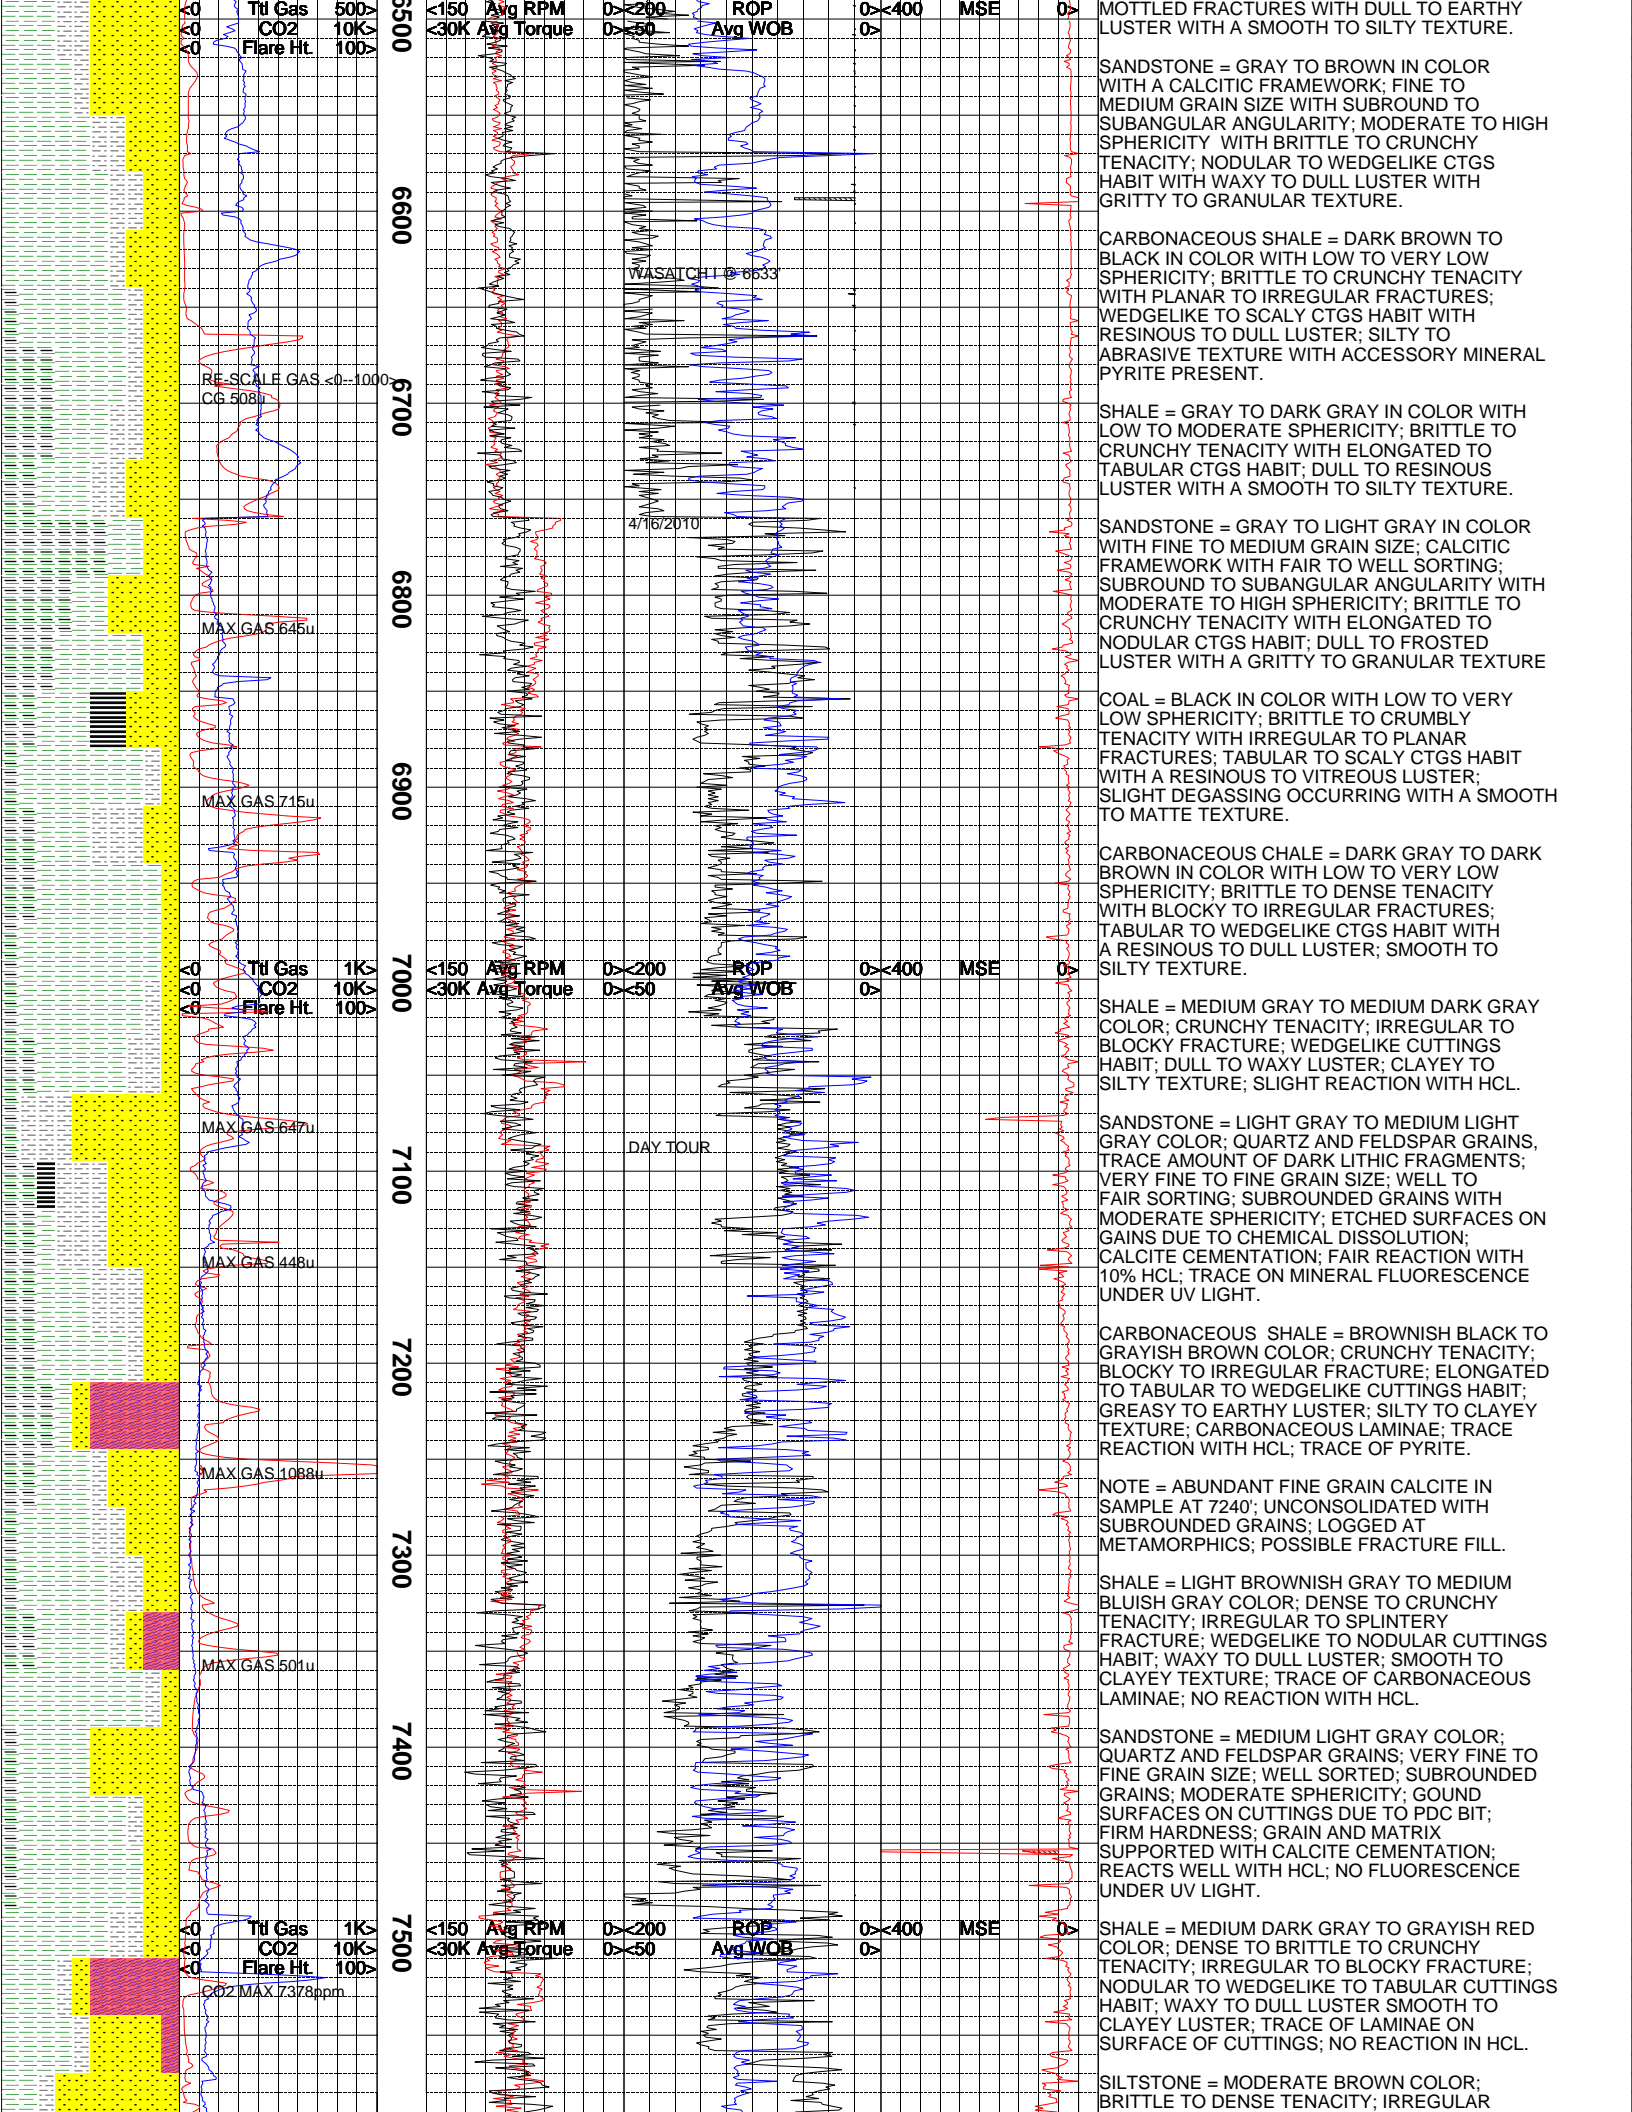 <0 Ttl Gas 500>
<0 CO2 10K>
<0 Flare Ht. 100>
6500
<150 Avg RPM 0>
<30K Avg Torque 0>
<200 ROP 0>
<50 Avg WOB 0>
<400 MSE 0>
6600
WASATCH I @ 6633'
RE-SCALE GAS <0--1000>
CG 508u
6700
4/16/2010
6800
MAX GAS 645u
6900
MAX GAS 715u
<0 Ttl Gas 1K>
<0 CO2 10K>
<0 Flare Ht. 100>
7000
<150 Avg RPM 0>
<30K Avg Torque 0>
<200 ROP 0>
<50 Avg WOB 0>
<400 MSE 0>
MAX GAS 647u
DAY TOUR
7100
MAX GAS 448u
7200
MAX GAS 1088u
7300
MAX GAS 501u
7400
<0 Ttl Gas 1K>
<0 CO2 10K>
<0 Flare Ht. 100>
7500
<150 Avg RPM 0>
<30K Avg Torque 0>
<200 ROP 0>
<50 Avg WOB 0>
<400 MSE 0>
CO2 MAX 7378ppm
MOTTLED FRACTURES WITH DULL TO EARTHY
LUSTER WITH A SMOOTH TO SILTY TEXTURE.
SANDSTONE = GRAY TO BROWN IN COLOR
WITH A CALCITIC FRAMEWORK; FINE TO
MEDIUM GRAIN SIZE WITH SUBROUND TO
SUBANGULAR ANGULARITY; MODERATE TO HIGH
SPHERICITY WITH BRITTLE TO CRUNCHY
TENACITY; NODULAR TO WEDGELIKE CTGS
HABIT WITH WAXY TO DULL LUSTER WITH
GRITTY TO GRANULAR TEXTURE.
CARBONACEOUS SHALE = DARK BROWN TO
BLACK IN COLOR WITH LOW TO VERY LOW
SPHERICITY; BRITTLE TO CRUNCHY TENACITY
WITH PLANAR TO IRREGULAR FRACTURES;
WEDGELIKE TO SCALY CTGS HABIT WITH
RESINOUS TO DULL LUSTER; SILTY TO
ABRASIVE TEXTURE WITH ACCESSORY MINERAL
PYRITE PRESENT.
SHALE = GRAY TO DARK GRAY IN COLOR WITH
LOW TO MODERATE SPHERICITY; BRITTLE TO
CRUNCHY TENACITY WITH ELONGATED TO
TABULAR CTGS HABIT; DULL TO RESINOUS
LUSTER WITH A SMOOTH TO SILTY TEXTURE.
SANDSTONE = GRAY TO LIGHT GRAY IN COLOR
WITH FINE TO MEDIUM GRAIN SIZE; CALCITIC
FRAMEWORK WITH FAIR TO WELL SORTING;
SUBROUND TO SUBANGULAR ANGULARITY WITH
MODERATE TO HIGH SPHERICITY; BRITTLE TO
CRUNCHY TENACITY WITH ELONGATED TO
NODULAR CTGS HABIT; DULL TO FROSTED
LUSTER WITH A GRITTY TO GRANULAR TEXTURE
COAL = BLACK IN COLOR WITH LOW TO VERY
LOW SPHERICITY; BRITTLE TO CRUMBLY
TENACITY WITH IRREGULAR TO PLANAR
FRACTURES; TABULAR TO SCALY CTGS HABIT
WITH A RESINOUS TO VITREOUS LUSTER;
SLIGHT DEGASSING OCCURRING WITH A SMOOTH
TO MATTE TEXTURE.
CARBONACEOUS CHALE = DARK GRAY TO DARK
BROWN IN COLOR WITH LOW TO VERY LOW
SPHERICITY; BRITTLE TO DENSE TENACITY
WITH BLOCKY TO IRREGULAR FRACTURES;
TABULAR TO WEDGELIKE CTGS HABIT WITH
A RESINOUS TO DULL LUSTER; SMOOTH TO
SILTY TEXTURE.
SHALE = MEDIUM GRAY TO MEDIUM DARK GRAY
COLOR; CRUNCHY TENACITY; IRREGULAR TO
BLOCKY FRACTURE; WEDGELIKE CUTTINGS
HABIT; DULL TO WAXY LUSTER; CLAYEY TO
SILTY TEXTURE; SLIGHT REACTION WITH HCL.
SANDSTONE = LIGHT GRAY TO MEDIUM LIGHT
GRAY COLOR; QUARTZ AND FELDSPAR GRAINS,
TRACE AMOUNT OF DARK LITHIC FRAGMENTS;
VERY FINE TO FINE GRAIN SIZE; WELL TO
FAIR SORTING; SUBROUNDED GRAINS WITH
MODERATE SPHERICITY; ETCHED SURFACES ON
GAINS DUE TO CHEMICAL DISSOLUTION;
CALCITE CEMENTATION; FAIR REACTION WITH
10% HCL; TRACE ON MINERAL FLUORESCENCE
UNDER UV LIGHT.
CARBONACEOUS SHALE = BROWNISH BLACK TO
GRAYISH BROWN COLOR; CRUNCHY TENACITY;
BLOCKY TO IRREGULAR FRACTURE; ELONGATED
TO TABULAR TO WEDGELIKE CUTTINGS HABIT;
GREASY TO EARTHY LUSTER; SILTY TO CLAYEY
TEXTURE; CARBONACEOUS LAMINAE; TRACE
REACTION WITH HCL; TRACE OF PYRITE.
NOTE = ABUNDANT FINE GRAIN CALCITE IN
SAMPLE AT 7240'; UNCONSOLIDATED WITH
SUBROUNDED GRAINS; LOGGED AT
METAMORPHICS; POSSIBLE FRACTURE FILL.
SHALE = LIGHT BROWNISH GRAY TO MEDIUM
BLUISH GRAY COLOR; DENSE TO CRUNCHY
TENACITY; IRREGULAR TO SPLINTERY
FRACTURE; WEDGELIKE TO NODULAR CUTTINGS
HABIT; WAXY TO DULL LUSTER; SMOOTH TO
CLAYEY TEXTURE; TRACE OF CARBONACEOUS
LAMINAE; NO REACTION WITH HCL.
SANDSTONE = MEDIUM LIGHT GRAY COLOR;
QUARTZ AND FELDSPAR GRAINS; VERY FINE TO
FINE GRAIN SIZE; WELL SORTED; SUBROUNDED
GRAINS; MODERATE SPHERICITY; GOUND
SURFACES ON CUTTINGS DUE TO PDC BIT;
FIRM HARDNESS; GRAIN AND MATRIX
SUPPORTED WITH CALCITE CEMENTATION;
REACTS WELL WITH HCL; NO FLUORESCENCE
UNDER UV LIGHT.
SHALE = MEDIUM DARK GRAY TO GRAYISH RED
COLOR; DENSE TO BRITTLE TO CRUNCHY
TENACITY; IRREGULAR TO BLOCKY FRACTURE;
NODULAR TO WEDGELIKE TO TABULAR CUTTINGS
HABIT; WAXY TO DULL LUSTER SMOOTH TO
CLAYEY LUSTER; TRACE OF LAMINAE ON
SURFACE OF CUTTINGS; NO REACTION IN HCL.
SILTSTONE = MODERATE BROWN COLOR;
BRITTLE TO DENSE TENACITY; IRREGULAR